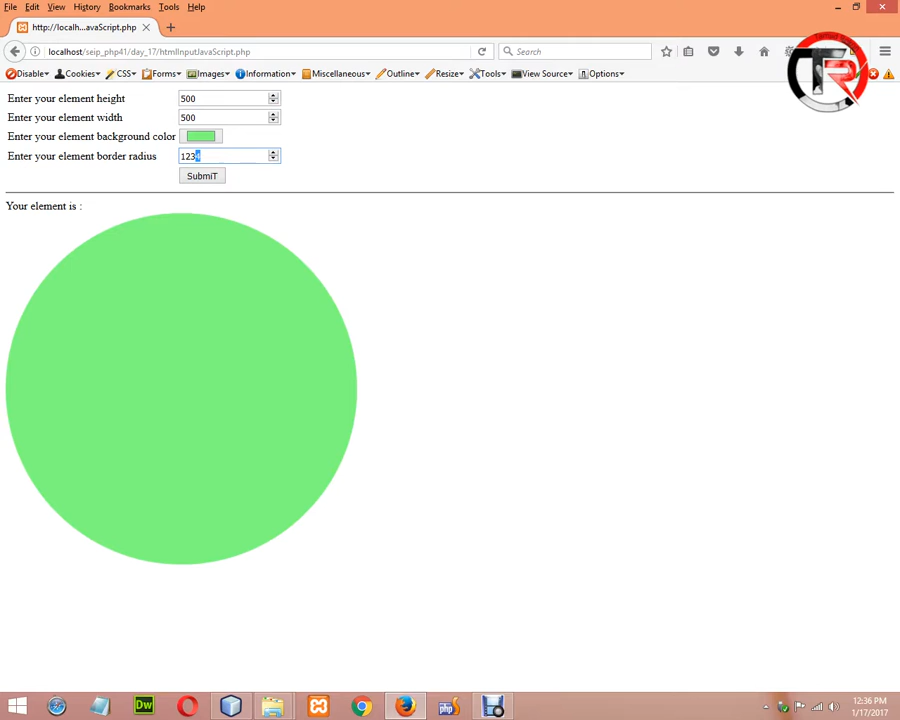 File Edit View History Bookmarks Tools Help
http://localh...avaScript.php
localhost/seip_php41/day_17/htmlInputJavaScript.php
Search
Disable Cookies CSS Forms Images Information Miscellaneous Outline Resize Tools View Source Options
Enter your element height 500
Enter your element width 500
Enter your element background color
Enter your element border radius 1234
SubmiT
Your element is :
Dw
php
12:36 PM
1/17/2017